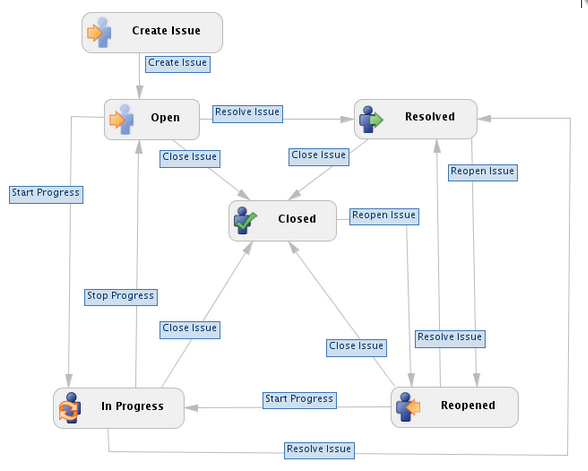 Create Issue
Create Issue
Open
Resolve Issue
Resolved
Close Issue
Close Issue
Reopen Issue
Start Progress
Closed
Reopen Issue
Stop Progress
Close Issue
Resolve Issue
Close Issue
In Progress
Start Progress
Reopened
Resolve Issue